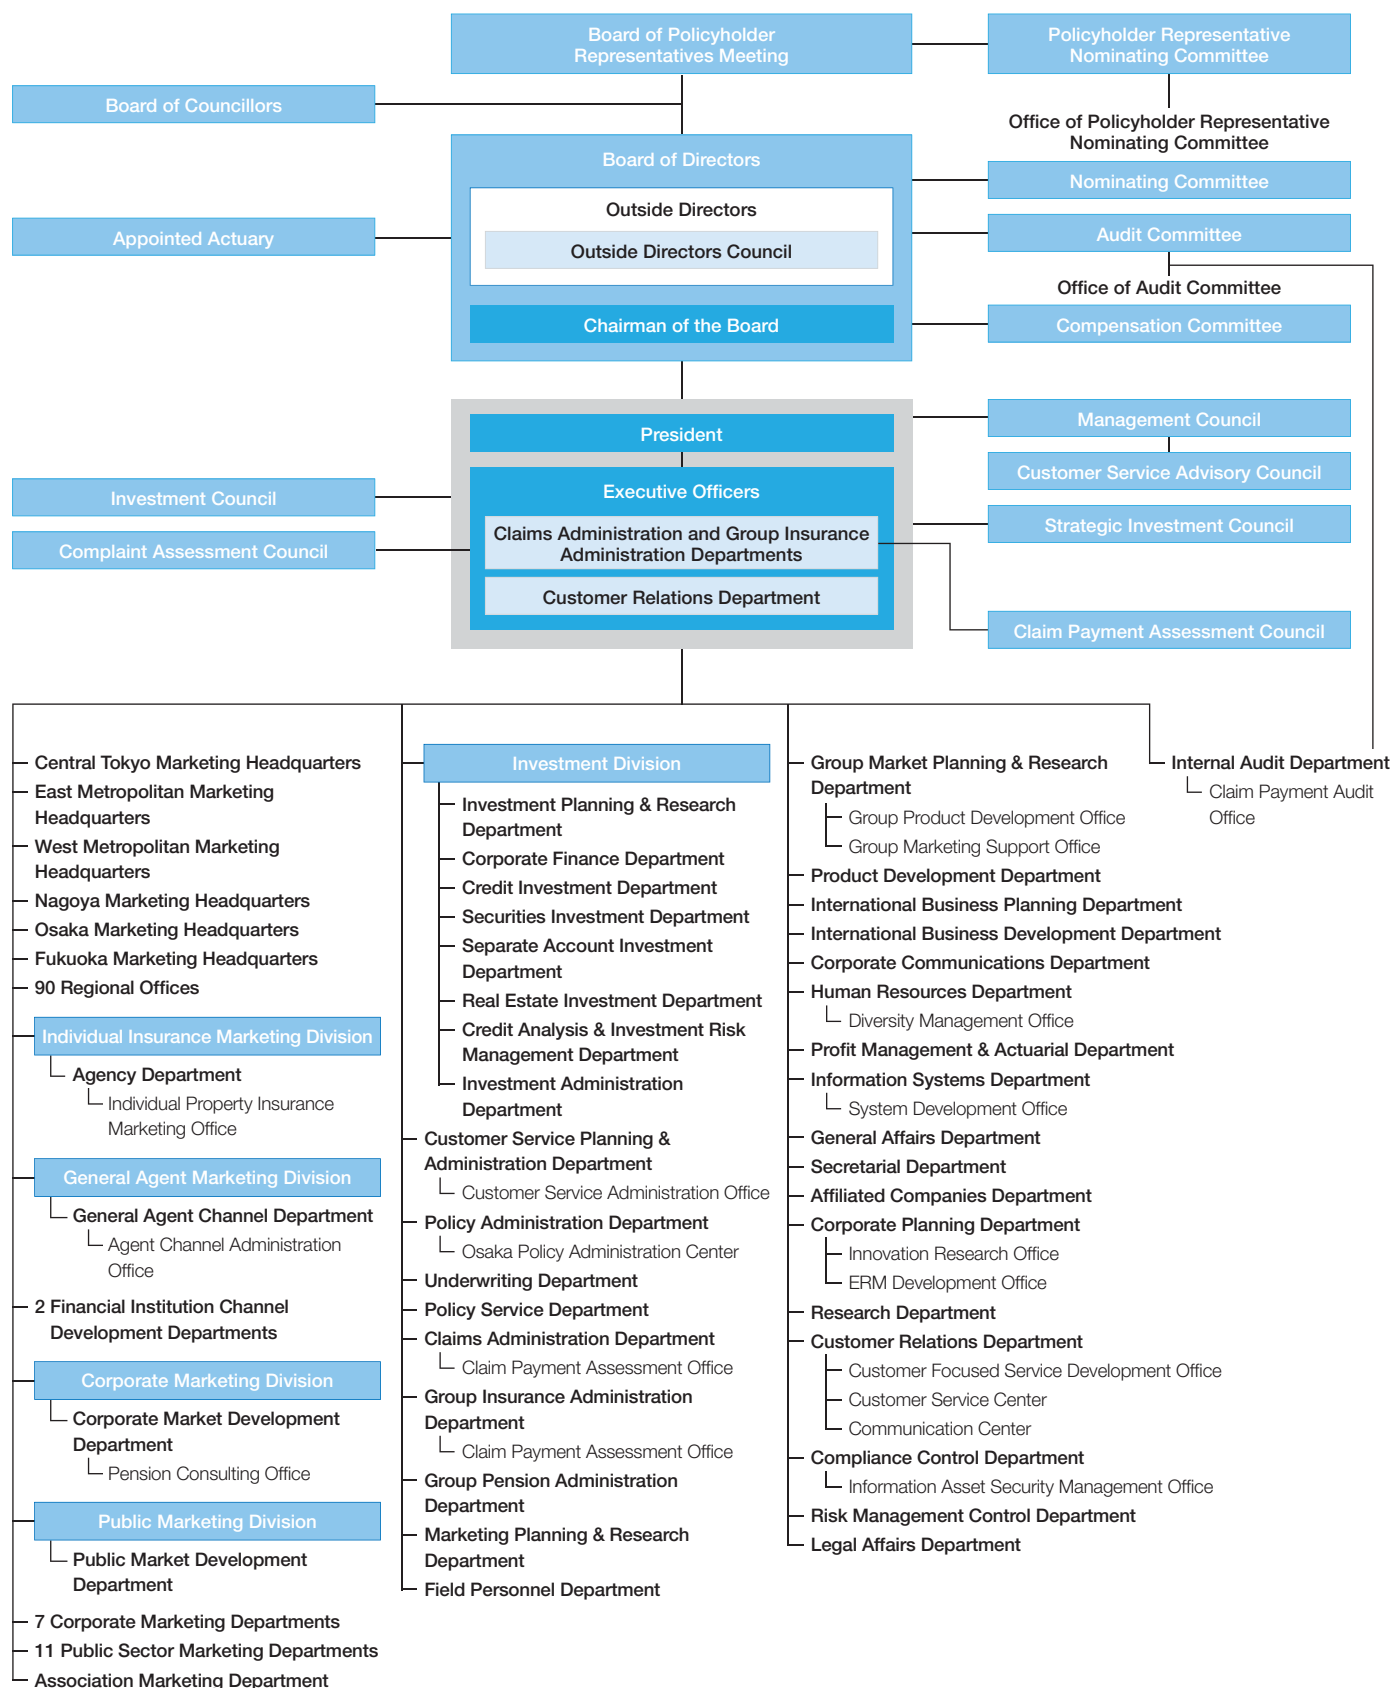 Board of Policyholder
Representatives Meeting
Policyholder Representative
Nominating Committee
Board of Councillors
Office of Policyholder Representative
Nominating Committee
Board of Directors
Nominating Committee
Outside Directors
Appointed Actuary
Audit Committee
Outside Directors Council
Office of Audit Committee
Chairman of the Board
Compensation Committee
President
Management Council
Customer Service Advisory Council
Investment Council
Executive Officers
Strategic Investment Council
Complaint Assessment Council
Claims Administration and Group Insurance
Administration Departments
Customer Relations Department
Claim Payment Assessment Council
Central Tokyo Marketing Headquarters
East Metropolitan Marketing
Headquarters
West Metropolitan Marketing
Headquarters
Nagoya Marketing Headquarters
Osaka Marketing Headquarters
Fukuoka Marketing Headquarters
90 Regional Offices
Individual Insurance Marketing Division
Agency Department
Individual Property Insurance
Marketing Office
General Agent Marketing Division
General Agent Channel Department
Agent Channel Administration
Office
2 Financial Institution Channel
Development Departments
Corporate Marketing Division
Corporate Market Development
Department
Pension Consulting Office
Public Marketing Division
Public Market Development
Department
7 Corporate Marketing Departments
11 Public Sector Marketing Departments
Association Marketing Department
Investment Division
Investment Planning & Research
Department
Corporate Finance Department
Credit Investment Department
Securities Investment Department
Separate Account Investment
Department
Real Estate Investment Department
Credit Analysis & Investment Risk
Management Department
Investment Administration
Department
Customer Service Planning &
Administration Department
Customer Service Administration Office
Policy Administration Department
Osaka Policy Administration Center
Underwriting Department
Policy Service Department
Claims Administration Department
Claim Payment Assessment Office
Group Insurance Administration
Department
Claim Payment Assessment Office
Group Pension Administration
Department
Marketing Planning & Research
Department
Field Personnel Department
Group Market Planning & Research
Department
Group Product Development Office
Group Marketing Support Office
Product Development Department
International Business Planning Department
International Business Development Department
Corporate Communications Department
Human Resources Department
Diversity Management Office
Profit Management & Actuarial Department
Information Systems Department
System Development Office
General Affairs Department
Secretarial Department
Affiliated Companies Department
Corporate Planning Department
Innovation Research Office
ERM Development Office
Research Department
Customer Relations Department
Customer Focused Service Development Office
Customer Service Center
Communication Center
Compliance Control Department
Information Asset Security Management Office
Risk Management Control Department
Legal Affairs Department
Internal Audit Department
Claim Payment Audit
Office